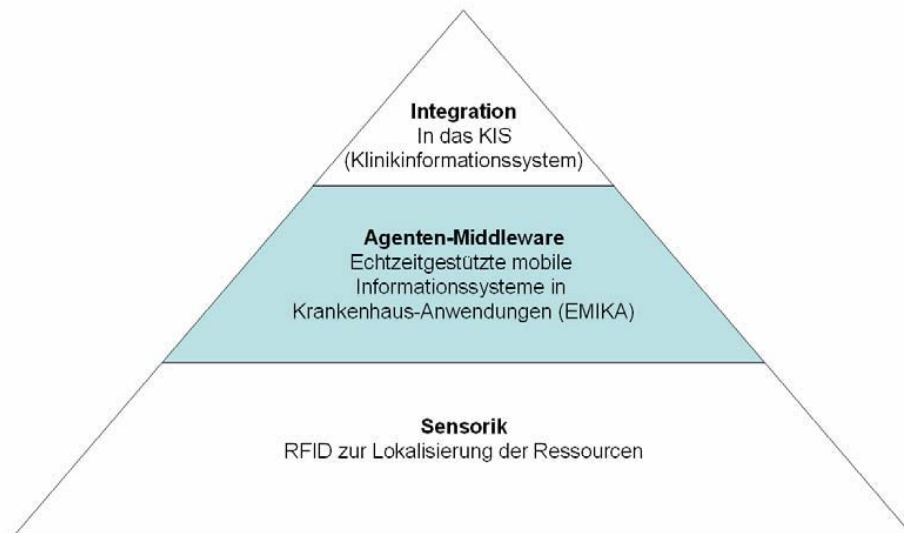 Integration
In das KIS
(Klinikinformationssystem)
Agenten-Middleware
Echtzeitgestützte mobile
Informationssysteme in
Krankenhaus-Anwendungen (EMIKA)
Sensorik
RFID zur Lokalisierung der Ressourcen